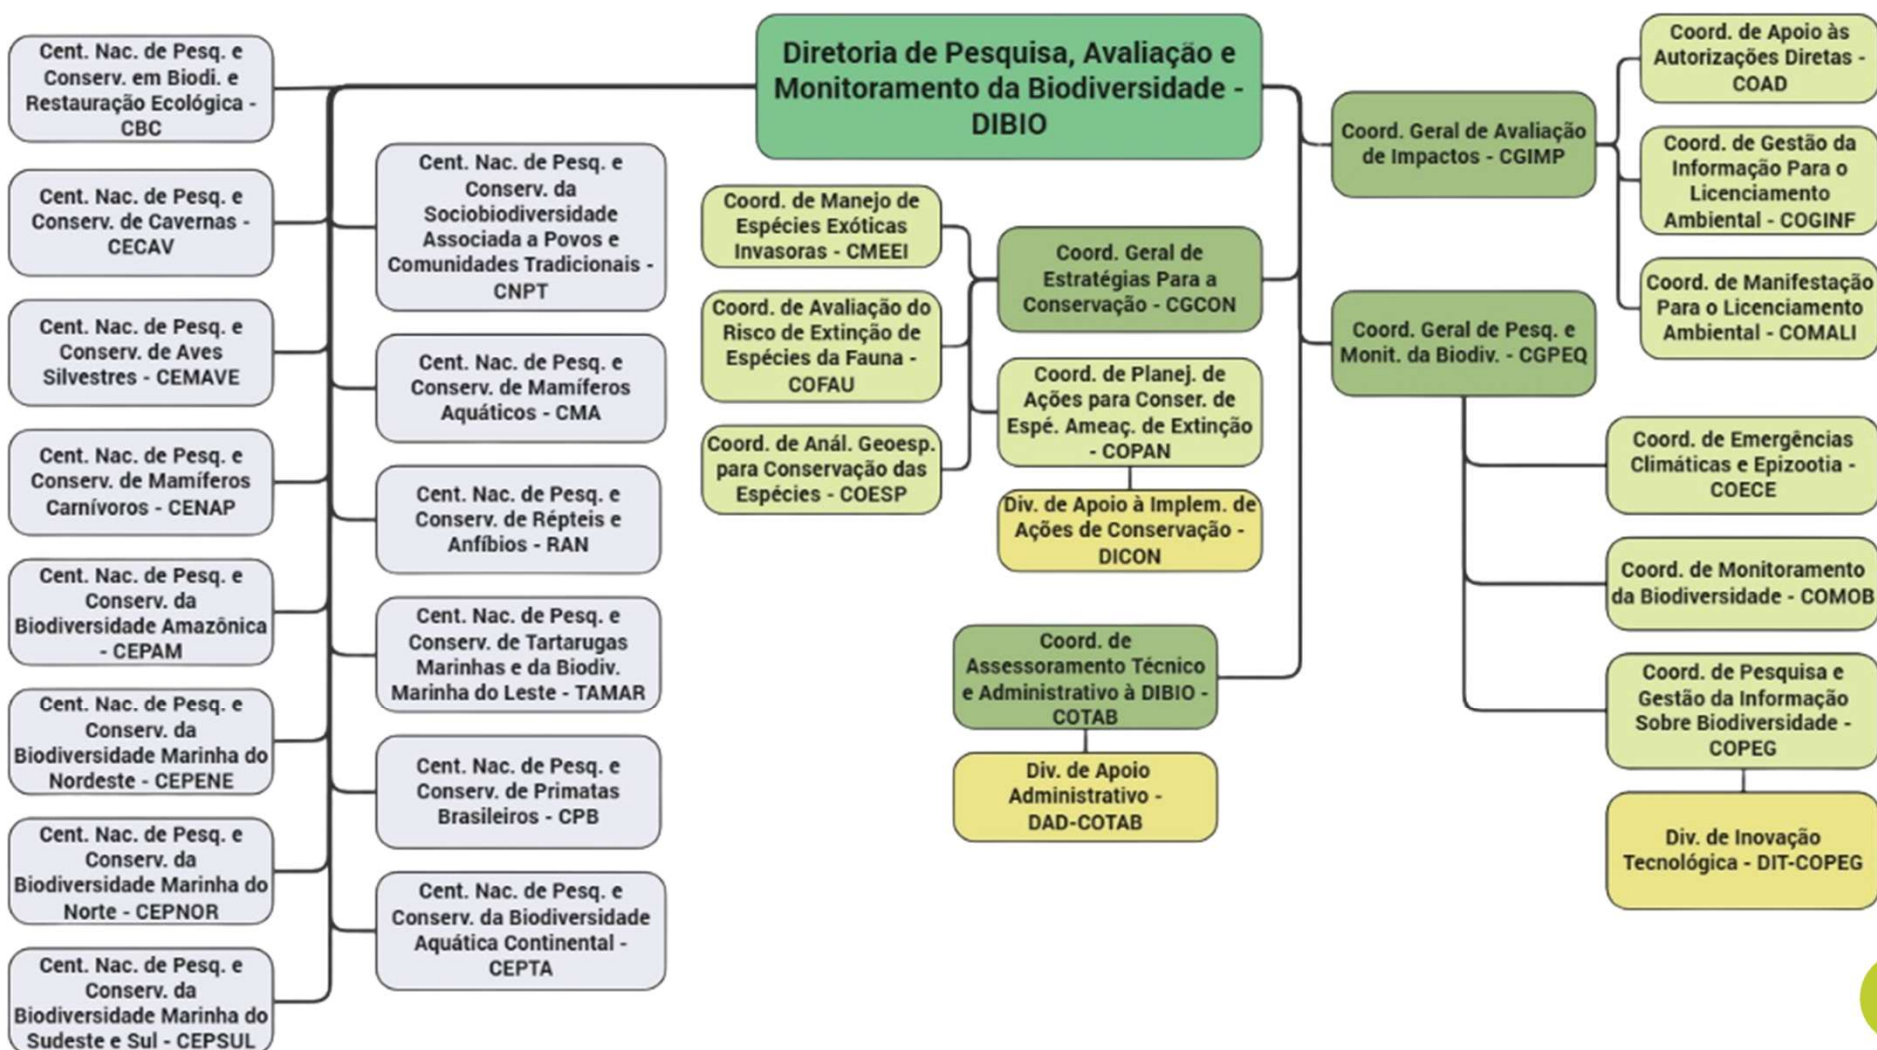 Diretoria de Pesquisa, Avaliação e
Monitoramento da Biodiversidade -
DIBIO
Cent. Nac. de Pesq. e
Conserv. em Biodi. e
Restauração Ecológica -
CBC
Cent. Nac. de Pesq. e
Conserv. de Cavernas -
CECAV
Cent. Nac. de Pesq. e
Conserv. de Aves
Silvestres - CEMAVE
Cent. Nac. de Pesq. e
Conserv. de Mamíferos
Carnívoros - CENAP
Cent. Nac. de Pesq. e
Conserv. da
Biodiversidade Amazônica
- CEPAM
Cent. Nac. de Pesq. e
Conserv. da
Biodiversidade Marinha do
Nordeste - CEPENE
Cent. Nac. de Pesq. e
Conserv. da
Biodiversidade Marinha do
Norte - CEPNOR
Cent. Nac. de Pesq. e
Conserv. da
Biodiversidade Marinha do
Sudeste e Sul - CEPSUL
Cent. Nac. de Pesq. e
Conserv. da
Sociobiodiversidade
Associada a Povos e
Comunidades Tradicionais -
CNPT
Cent. Nac. de Pesq. e
Conserv. de Mamíferos
Aquáticos - CMA
Cent. Nac. de Pesq. e
Conserv. de Répteis e
Anfíbios - RAN
Cent. Nac. de Pesq. e
Conserv. de Tartarugas
Marinhas e da Biodiv.
Marinha do Leste - TAMAR
Cent. Nac. de Pesq. e
Conserv. de Primatas
Brasileiros - CPB
Cent. Nac. de Pesq. e
Conserv. da Biodiversidade
Aquática Continental -
CEPTA
Coord. de Manejo de
Espécies Exóticas
Invasoras - CMEEI
Coord. de Avaliação do
Risco de Extinção de
Espécies da Fauna -
COFAU
Coord. de Anál. Geoesp.
para Conservação das
Espécies - COESP
Coord. Geral de
Estratégias Para a
Conservação - CGCON
Coord. de Planej. de
Ações para Conser. de
Espé. Ameaç. de Extinção
- COPAN
Div. de Apoio à Implem. de
Ações de Conservação -
DICON
Coord. de
Assessoramento Técnico
e Administrativo à DIBIO -
COTAB
Div. de Apoio
Administrativo -
DAD-COTAB
Coord. Geral de Avaliação
de Impactos - CGIMP
Coord. Geral de Pesq. e
Monit. da Biodiv. - CGPEQ
Coord. de Apoio às
Autorizações Diretas -
COAD
Coord. de Gestão da
Informação Para o
Licenciamento
Ambiental - COGINF
Coord. de Manifestação
Para o Licenciamento
Ambiental - COMALI
Coord. de Emergências
Climáticas e Epizootia -
COECE
Coord. de Monitoramento
da Biodiversidade - COMOB
Coord. de Pesquisa e
Gestão da Informação
Sobre Biodiversidade -
COPEG
Div. de Inovação
Tecnológica - DIT-COPEG